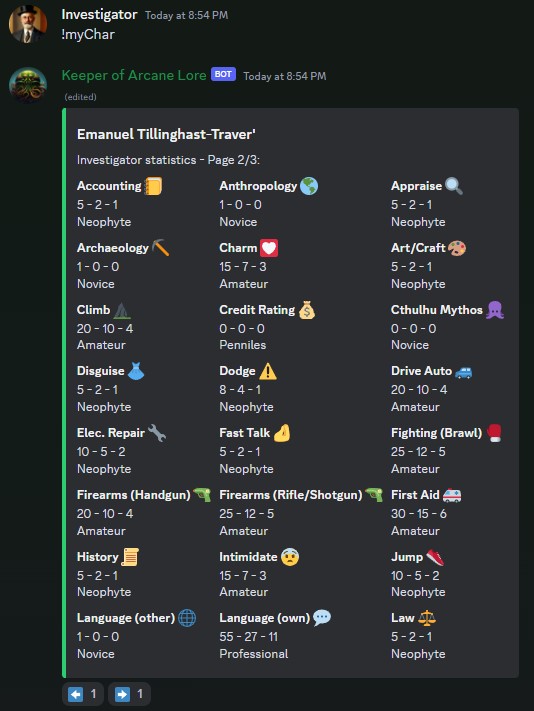 Investigator Today at 8:54 PM
!myChar
Keeper of Arcane Lore BOT Today at 8:54 PM
(edited)
Emanuel Tillinghast-Traver'
Investigator statistics - Page 2/3:
Accounting Anthropology Appraise
5 - 2 - 1 1 - 0 - 0 5 - 2 - 1
Neophyte Novice Neophyte
Archaeology Charm Art/Craft
1 - 0 - 0 15 - 7 - 3 5 - 2 - 1
Novice Amateur Neophyte
Climb Credit Rating Cthulhu Mythos
20 - 10 - 4 0 - 0 - 0 0 - 0 - 0
Amateur Penniles Novice
Disguise Dodge Drive Auto
5 - 2 - 1 8 - 4 - 1 20 - 10 - 4
Neophyte Neophyte Amateur
Elec. Repair Fast Talk Fighting (Brawl)
10 - 5 - 2 5 - 2 - 1 25 - 12 - 5
Neophyte Neophyte Amateur
Firearms (Handgun) Firearms (Rifle/Shotgun) First Aid
20 - 10 - 4 25 - 12 - 5 30 - 15 - 6
Amateur Amateur Amateur
History Intimidate Jump
5 - 2 - 1 15 - 7 - 3 10 - 5 - 2
Neophyte Amateur Neophyte
Language (other) Language (own) Law
1 - 0 - 0 55 - 27 - 11 5 - 2 - 1
Novice Professional Neophyte
1 1